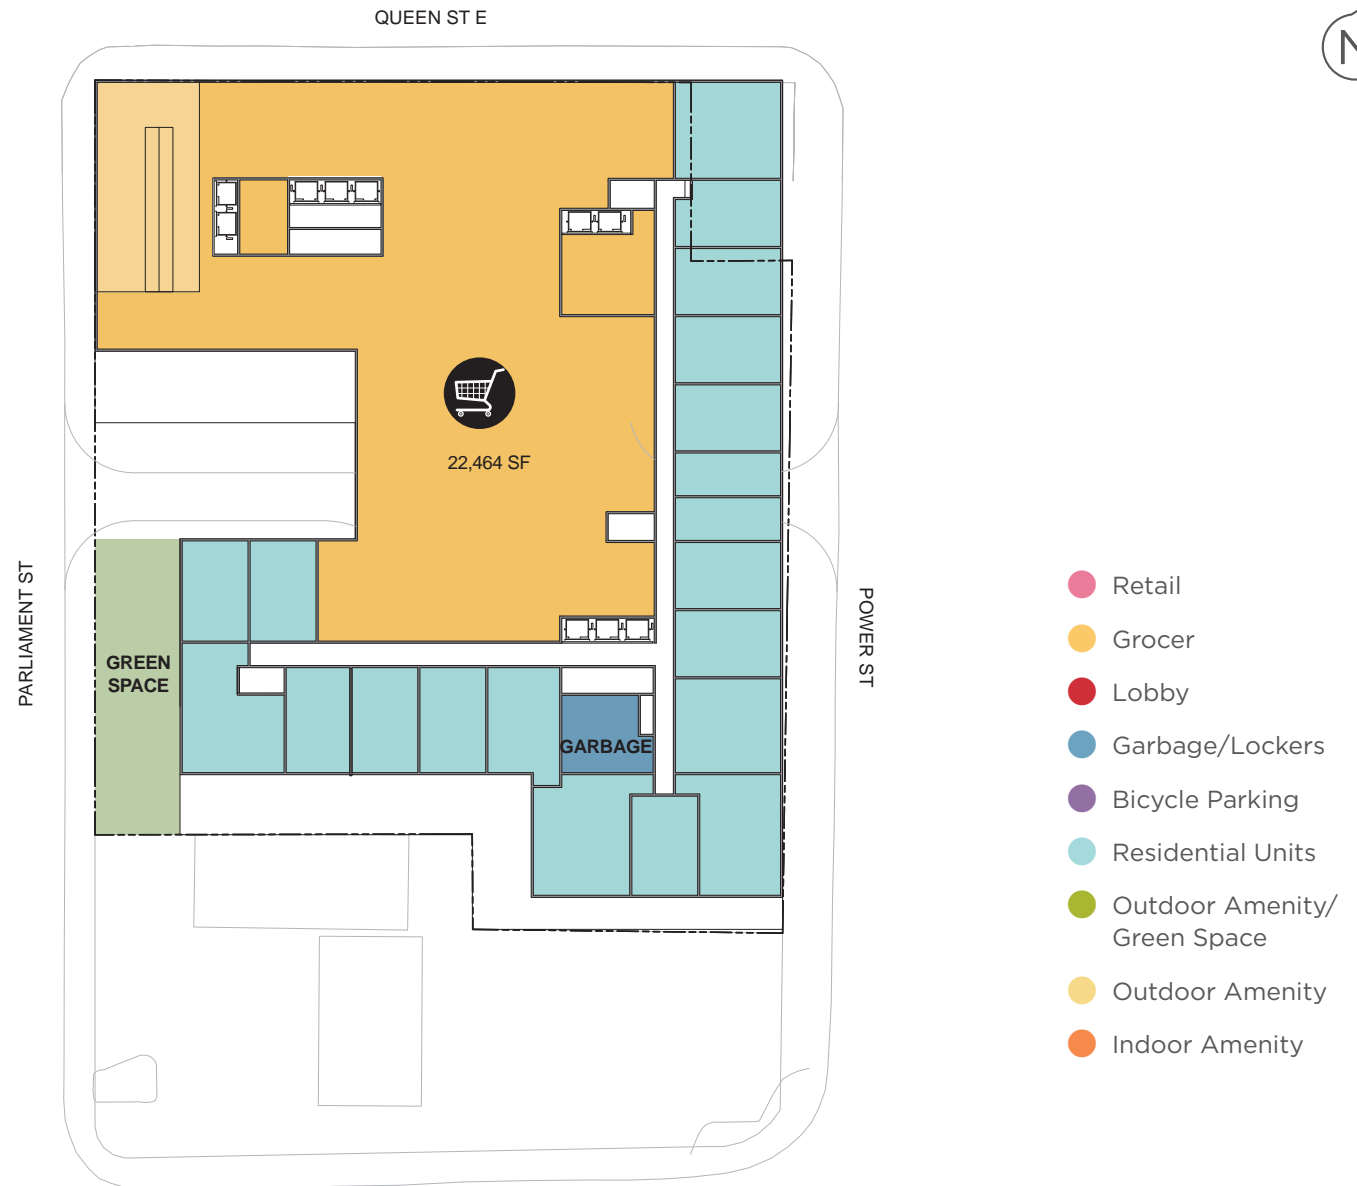 QUEEN ST E
N
22,464 SF
PARLIAMENT ST
GREEN
SPACE
GARBAGE
POWER ST
Retail
Grocer
Lobby
Garbage/Lockers
Bicycle Parking
Residential Units
Outdoor Amenity/
Green Space
Outdoor Amenity
Indoor Amenity